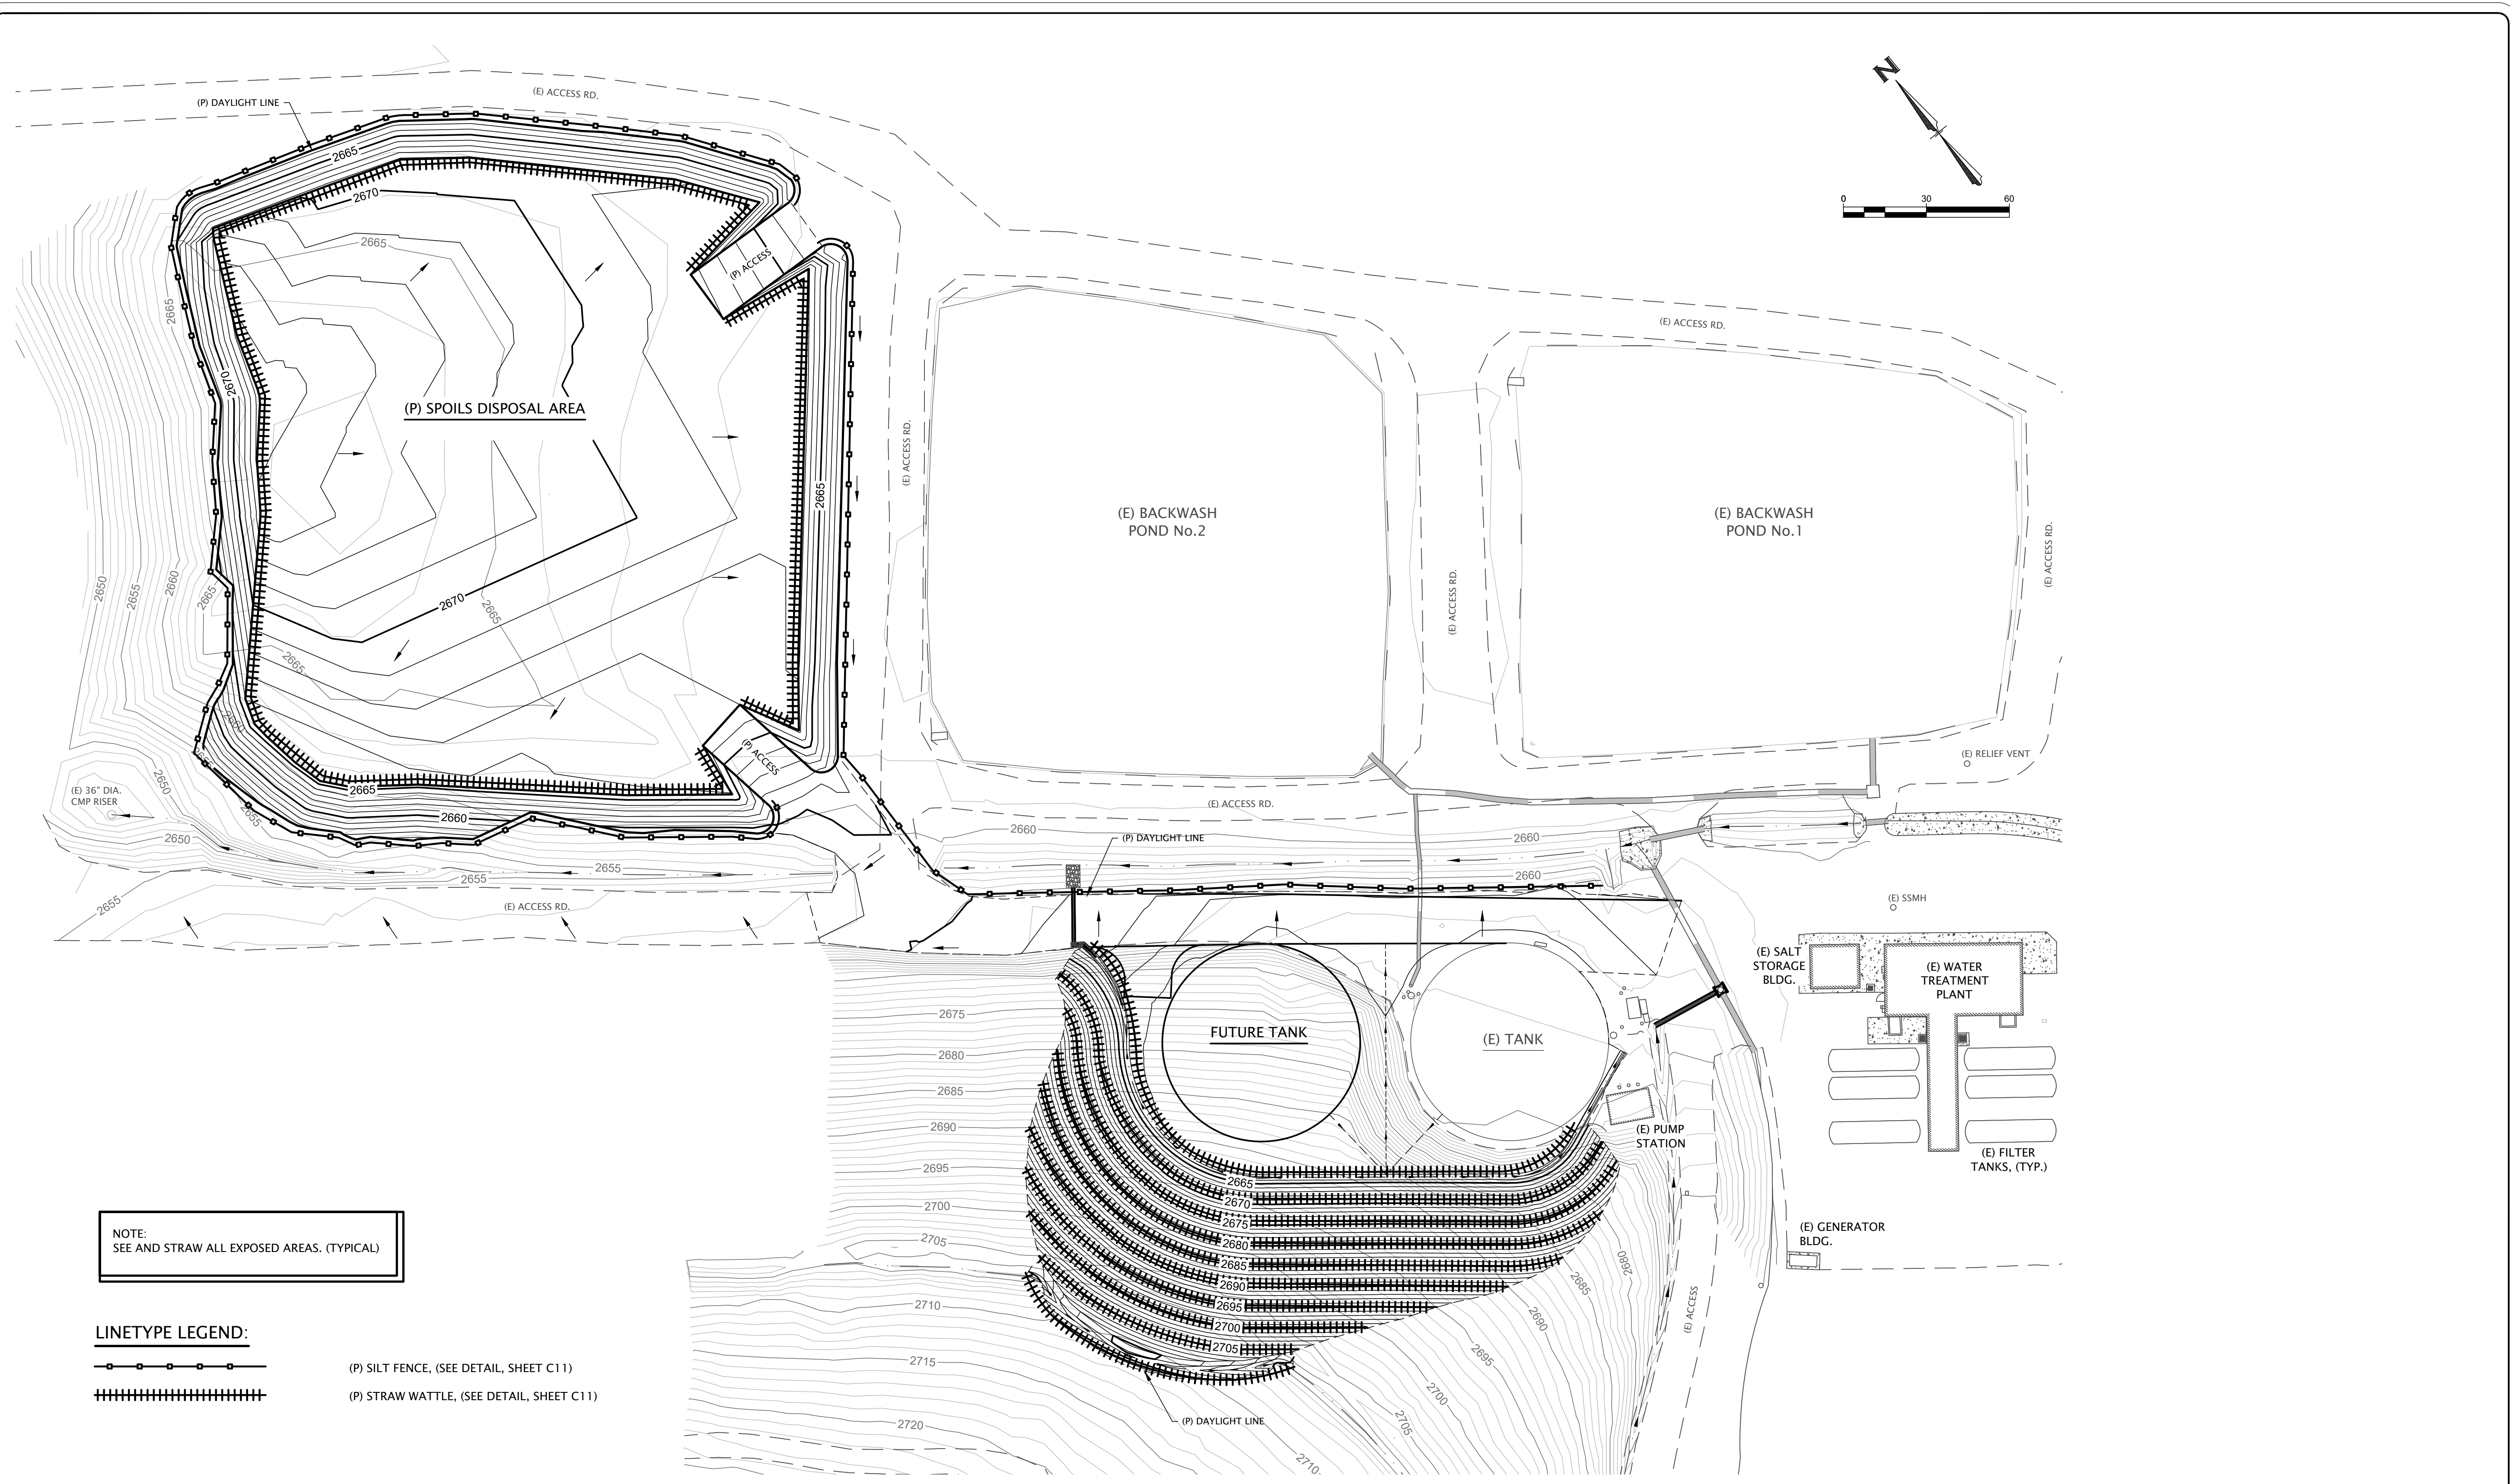 (E) ACCESS RD.
(P) DAYLIGHT LINE
N
0 30 60
2665
2670
2665
(P) ACCESS
2665
2670
(P) SPOILS DISPOSAL AREA
2665
(E) ACCESS RD.
(E) ACCESS RD.
(E) BACKWASH
POND No.2
(E) BACKWASH
POND No.1
(E) ACCESS RD.
(E) ACCESS RD.
2650
2655
2660
2665
2670
2665
2665
2660
2655
(P) ACCESS
(E) RELIEF VENT
2650
(E) 36" DIA.
CMP RISER
2665
2660
2655
2650
(E) ACCESS RD.
2660
(P) DAYLIGHT LINE
2660
2655
2655
2660
2655
(E) ACCESS RD.
(E) SSMH
(E) SALT
STORAGE
BLDG.
(E) WATER
TREATMENT
PLANT
2675
FUTURE TANK
(E) TANK
2680
2685
2690
(E) PUMP
STATION
(E) FILTER
TANKS, (TYP.)
2695
2665
2670
2700
2675
2705
2680
2685
2690
2695
2700
2705
2680
2685
2690
2695
2700
2705
2710
(E) ACCESS
(E) GENERATOR
BLDG.
2710
2715
2720
(P) DAYLIGHT LINE
NOTE:
SEE AND STRAW ALL EXPOSED AREAS. (TYPICAL)
LINETYPE LEGEND:
(P) SILT FENCE, (SEE DETAIL, SHEET C11)
(P) STRAW WATTLE, (SEE DETAIL, SHEET C11)